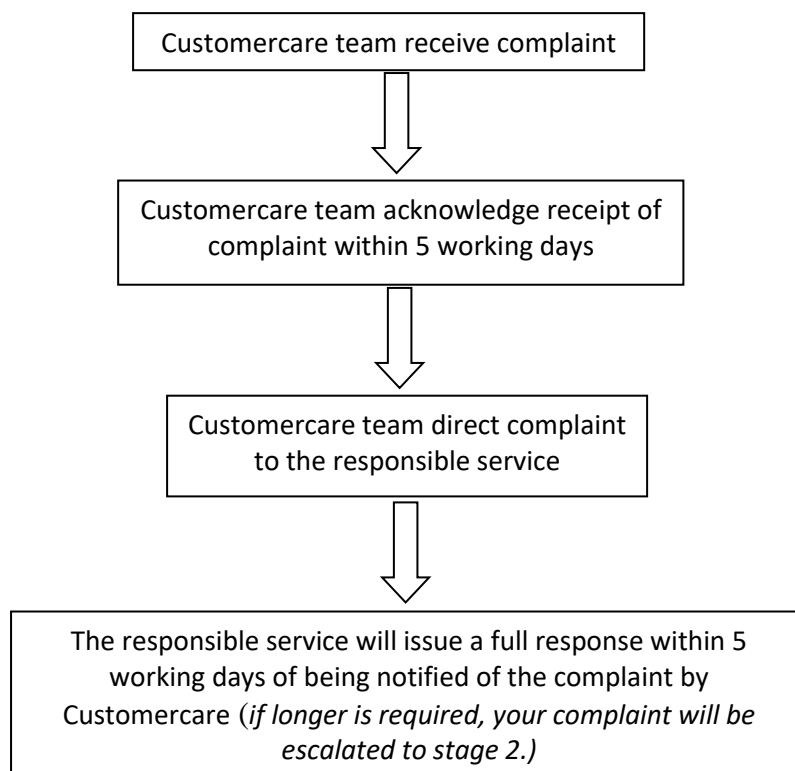 Customercare team receive complaint
Customercare team acknowledge receipt of
complaint within 5 working days
Customercare team direct complaint
to the responsible service
The responsible service will issue a full response within 5
working days of being notified of the complaint by
Customercare (if longer is required, your complaint will be
escalated to stage 2.)